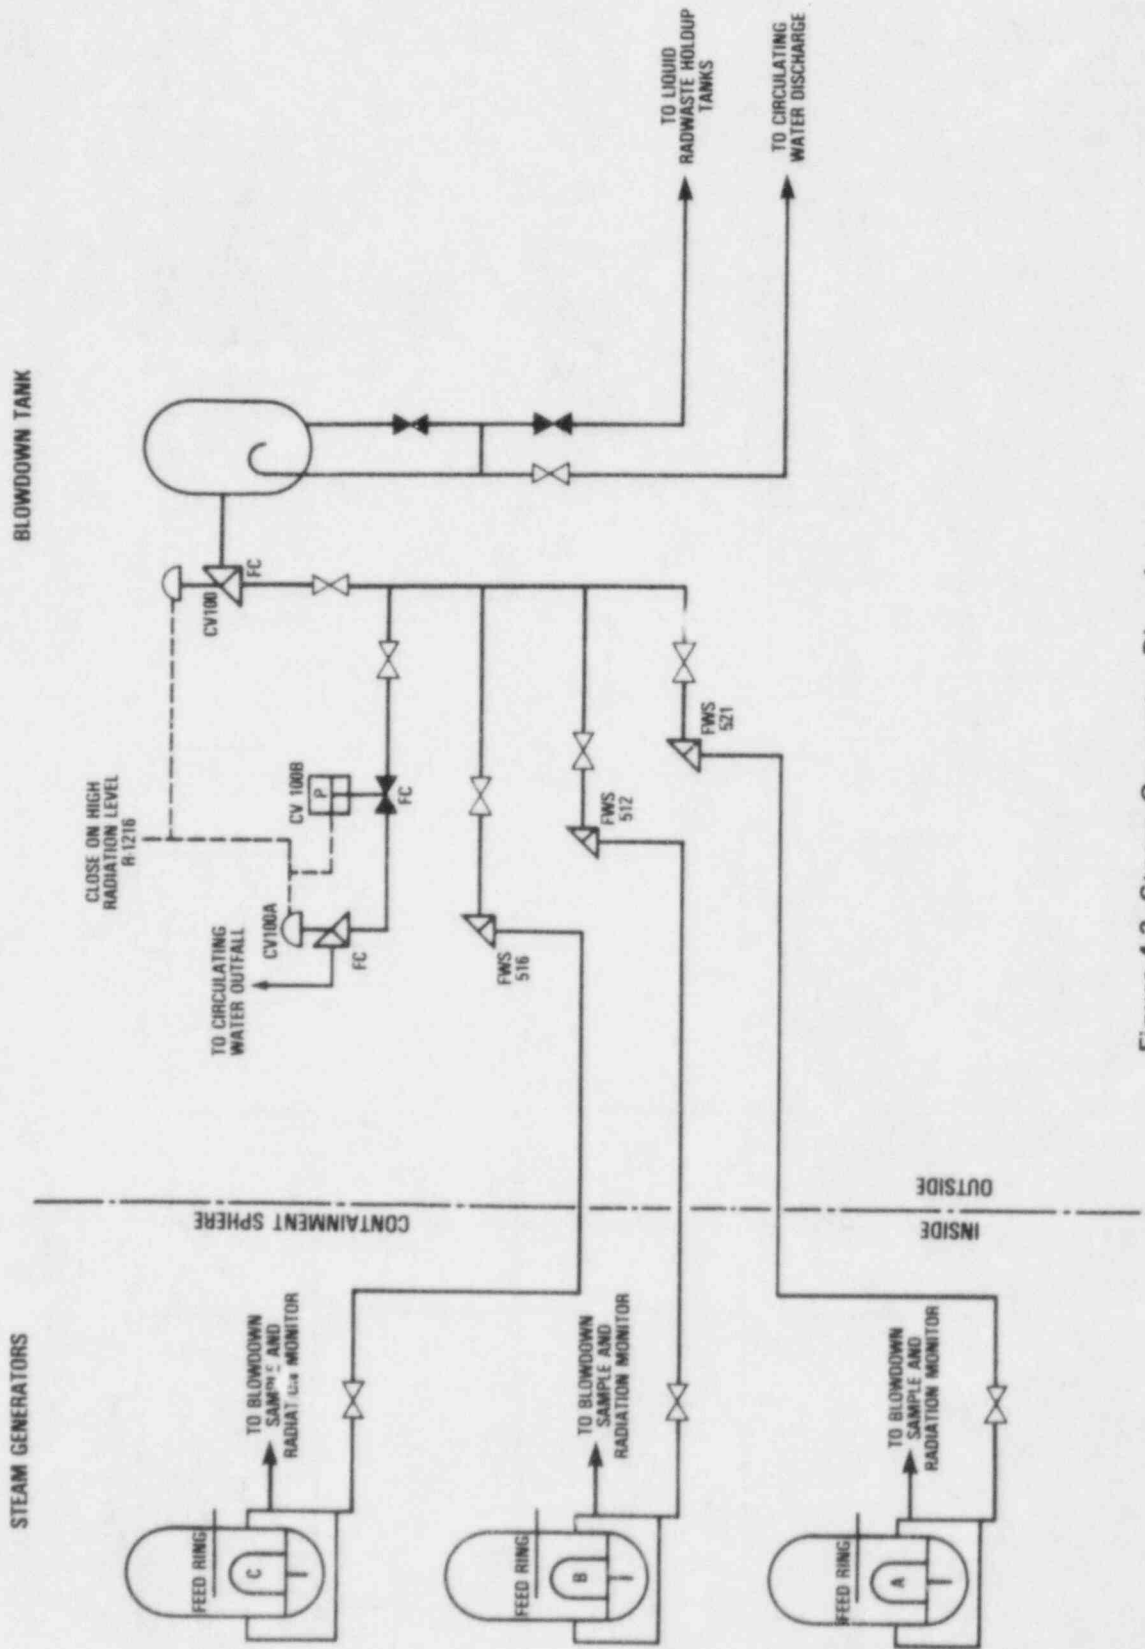 STEAM GENERATORS
BLOWDOWN TANK
FEED RING
C
TO BLOWDOWN
SAMPLE AND
MONITOR
FEED RING
B
TO BLOWDOWN
SAMPLE AND
RADIATION MONITOR
FEED RING
A
TO BLOWDOWN
SAMPLE AND
RADIATION MONITOR
CONTAINMENT SPHERE
INSIDE
OUTSIDE
TO CIRCULATING
WATER OUTFALL
CLOSE ON HIGH
RADIATION LEVEL
R-1216
CV100A
FC
CV 100B
P
FC
CV100
FC
FWS
516
FWS
512
FWS
521
TO LIQUID
RADWASTE HOLDUP
TANKS
TO CIRCULATING
WATER DISCHARGE